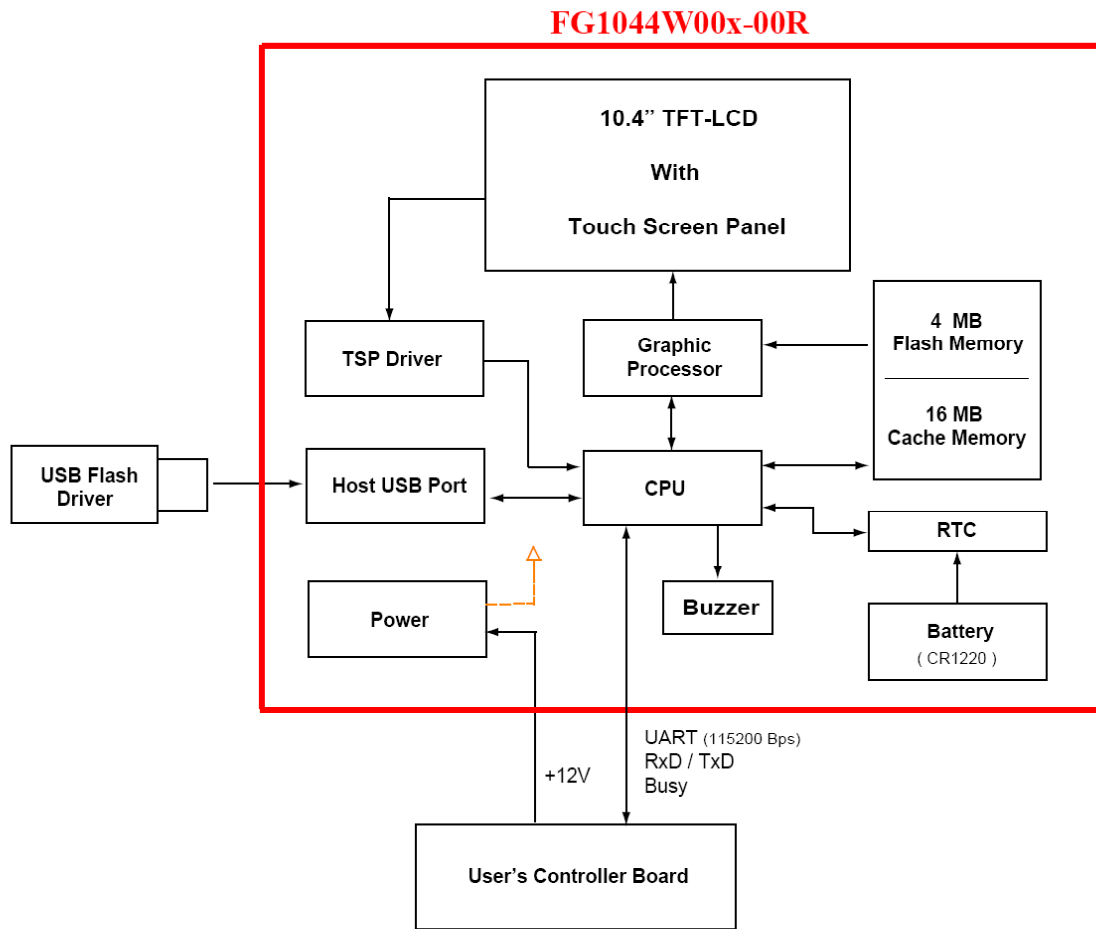 FG1044W00x-00R
10.4” TFT-LCD
With
Touch Screen Panel
TSP Driver
Graphic
Processor
4 MB
Flash Memory
16 MB
Cache Memory
USB Flash
Driver
Host USB Port
CPU
RTC
Power
Buzzer
Battery
( CR1220 )
+12V
UART (115200 Bps)
RxD / TxD
Busy
User’s Controller Board